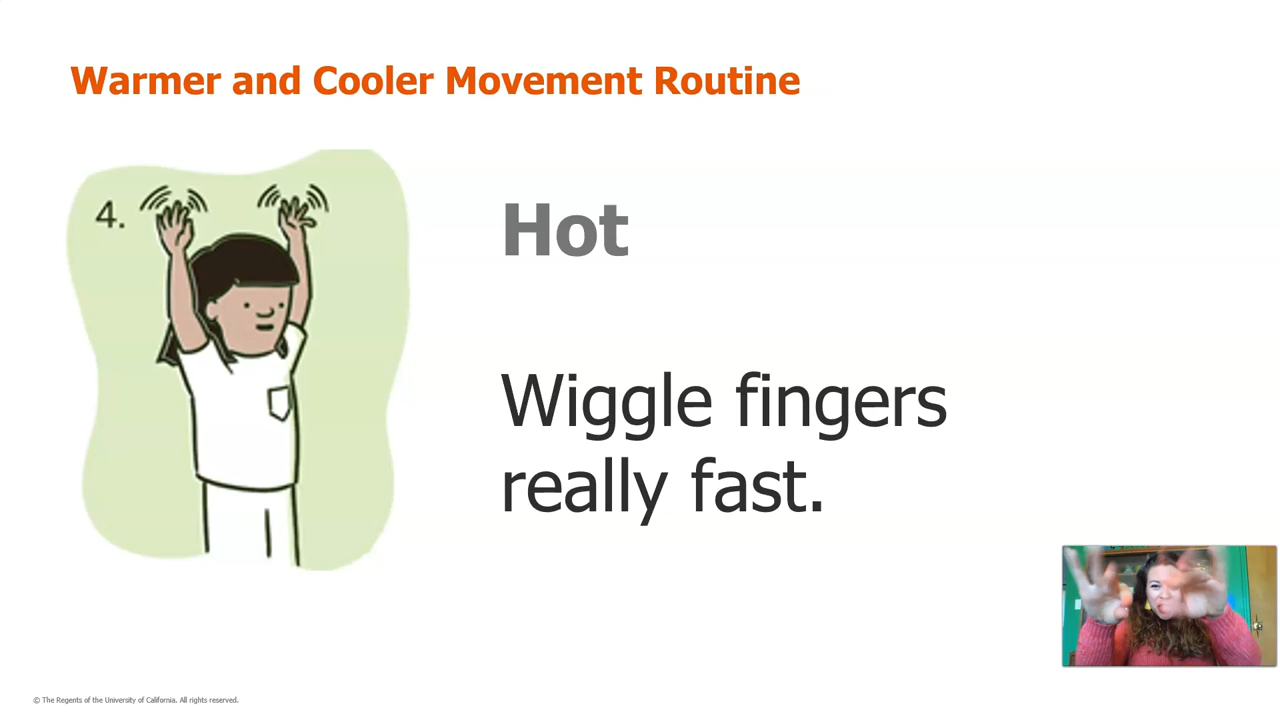 Warmer and Cooler Movement Routine
4.
Hot
Wiggle fingers
really fast.
© The Regents of the University of California. All rights reserved.